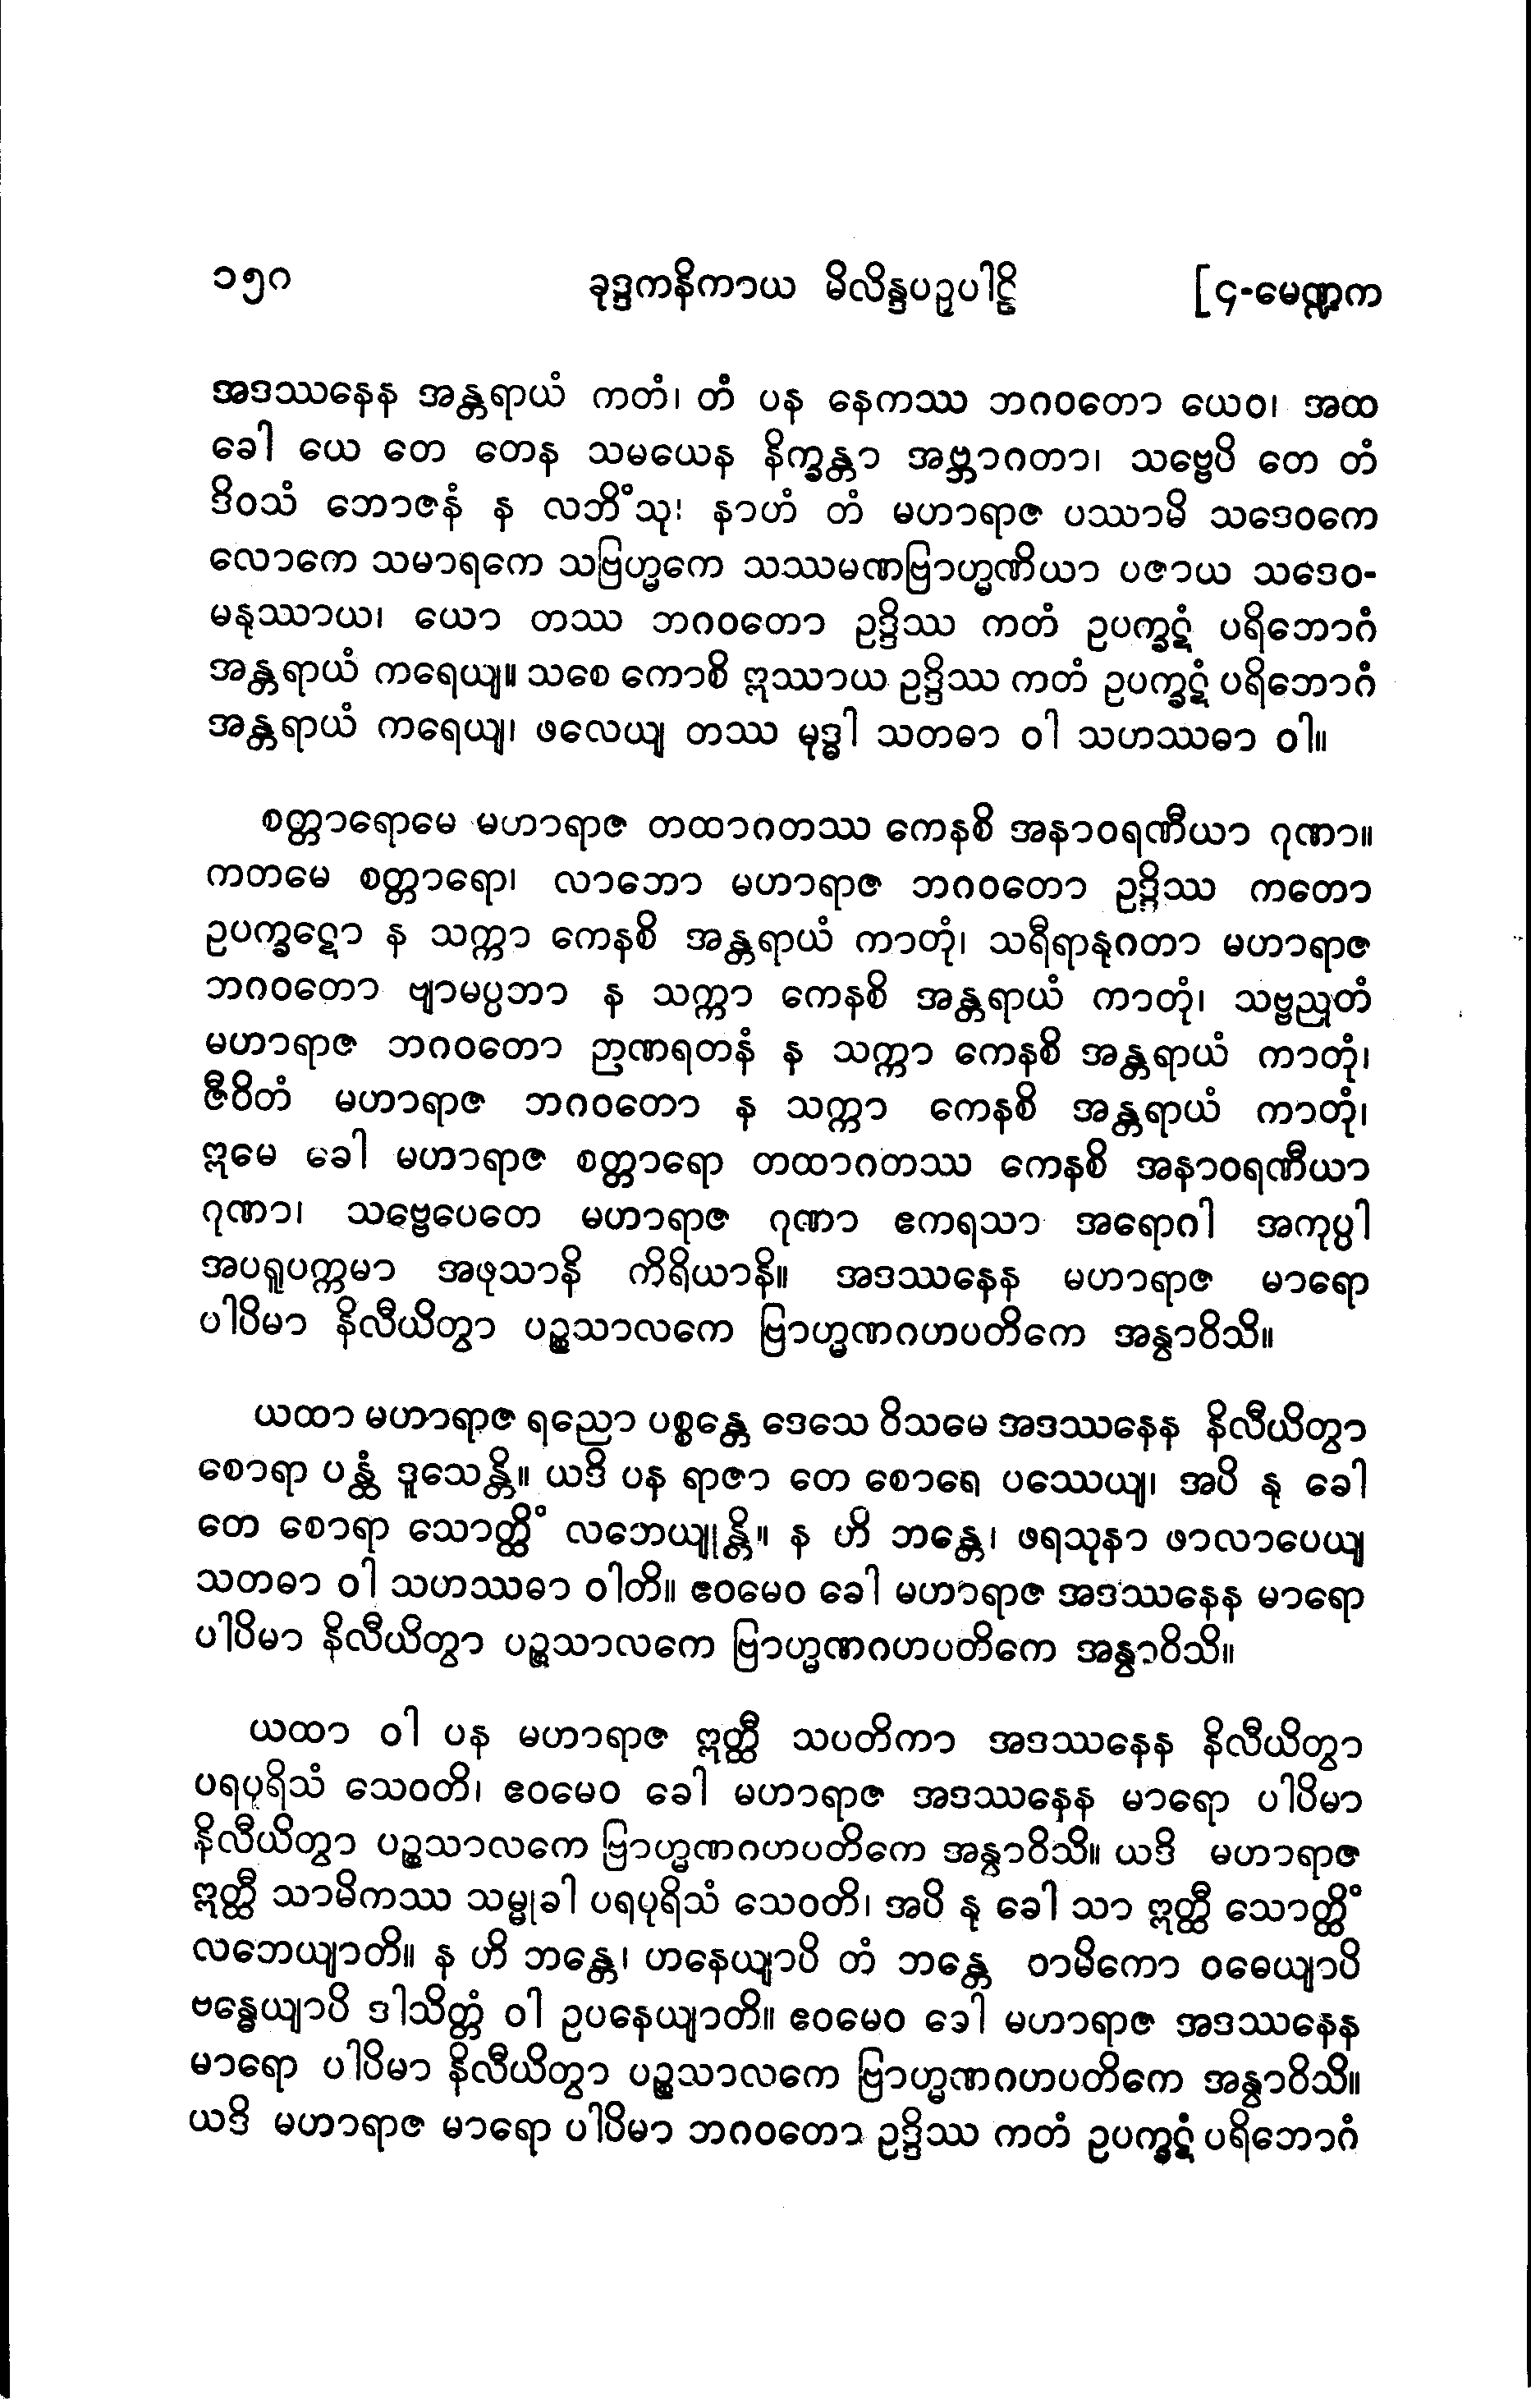 ၁၅၀ ခုဒ္ဒကနိကာယ မိလိန္ဒပဉှပါဠိ [၄-မေဏ္ဍက
အဒဿနေန အန္တရာယံ ကတံ၊ တံ ပန နေကဿ ဘဂဝတော ယေဝ၊ အထ
ခေါ ယေ တေ တေန သမယေန နိက္ခန္တာ အဗ္ဘာဂတာ၊ သဗ္ဗေပိ တေ တံ
ဒိဝသံ ဘောဇနံ န လဘိံသု၊ နာဟံ တံ မဟာရာဇ ပဿာမိ သဒေဝကေ
လောကေ သမာရကေ သဗြဟ္မကေ သဿမဏဗြာဟ္မဏိယာ ပဇာယ သဒေဝ-
မနုဿာယ၊ ယော တဿ ဘဂဝတော ဥဒ္ဒိဿ ကတံ ဥပက္ခဋံ ပရိဘောဂံ
အန္တရာယံ ကရေယျ။ သစေ ကောစိ ဣဿာယ ဥဒ္ဒိဿ ကတံ ဥပက္ခဋံ ပရိဘောဂံ
အန္တရာယံ ကရေယျ၊ ဖလေယျ တဿ မုဒ္ဓါ သတဓာ ဝါ သဟဿဓာ ဝါ။
စတ္တာရောမေ မဟာရာဇ တထာဂတဿ ကေနစိ အနာဝရဏီယာ ဂုဏာ။
ကတမေ စတ္တာရော၊ လာဘော မဟာရာဇ ဘဂဝတော ဥဒ္ဒိဿ ကတော
ဥပက္ခဋော န သက္ကာ ကေနစိ အန္တရာယံ ကာတုံ၊ သရီရာနုဂတာ မဟာရာဇ
ဘဂဝတော ဗျာမပ္ပဘာ န သက္ကာ ကေနစိ အန္တရာယံ ကာတုံ၊ သဗ္ဗညုတံ
မဟာရာဇ ဘဂဝတော ဉာဏရတနံ န သက္ကာ ကေနစိ အန္တရာယံ ကာတုံ၊
ဇီဝိတံ မဟာရာဇ ဘဂဝတော န သက္ကာ ကေနစိ အန္တရာယံ ကာတုံ၊
ဣမေ ခေါ မဟာရာဇ စတ္တာရော တထာဂတဿ ကေနစိ အနာဝရဏီယာ
ဂုဏာ၊ သဗ္ဗေပေတေ မဟာရာဇ ဂုဏာ ဧကရသာ အရောဂါ အကုပ္ပါ
အပရူပက္ကမာ အဖုသာနိ ကိရိယာနိ။ အဒဿနေန မဟာရာဇ မာရော
ပါပိမာ နိလီယိတွာ ပဉ္စသာလကေ ဗြာဟ္မဏဂဟပတိကေ အန္വာဝိသိ။
ယထာ မဟာရာဇ ရညော ပစ္စန္တေ ဒေသေ ဝိသမေ အဒဿနေန နိလီယိတွာ
စောရာ ပန္ထံ ဒူသေန္တိ။ ယဒိ ပန ရာဇာ တေ စောရေ ပဿေယျ၊ အပိ နု ခေါ
တေ စောရာ သောတ္ထိံ လဘေယျုန္တိ။ န ဟိ ဘန္တေ၊ ဖရသုနာ ဖာလာပေယျ
သတဓာ ဝါ သဟဿဓာ ဝါတိ။ ဧဝမေဝ ခေါ မဟာရာဇ အဒဿနေန မာရော
ပါပိမာ နိလီယိတွာ ပဉ္စသာလကေ ဗြာဟ္မဏဂဟပတိကေ အန္വာဝိသိ။
ယထာ ဝါ ပန မဟာရာဇ ဣတ္ထီ သပတိကာ အဒဿနေန နိလီယိတွာ
ပရပုရိသံ သေဝတိ၊ ဧဝမေဝ ခေါ မဟာရာဇ အဒဿနေန မာရော ပါပိမာ
နိလီယိတွာ ပဉ္စသာလကေ ဗြာဟ္မဏဂဟပတိကေ အန္വာဝိသိ။ ယဒိ မဟာရာဇ
ဣတ္ထီ သာမိကဿ သမ္မုခါ ပရပုရိသံ သေဝတိ၊ အပိ နု ခေါ သာ ဣတ္ထီ သောတ္ထိံ
လဘေယျာတိ။ န ဟိ ဘန္တေ၊ ဟနေယျာပိ တံ ဘန္တေ ဝာမိကော ဝဓေယျာပိ
ဗန္ဓေယျာပိ ဒါသိတ္တံ ဝါ ဥပနေယျာတိ။ ဧဝမေဝ ခေါ မဟာရာဇ အဒဿနေန
မာရော ပါပိမာ နိလီယိတွာ ပဉ္စသာလကေ ဗြာဟ္မဏဂဟပတိကေ အန္വာဝိသိ။
ယဒိ မဟာရာဇ မာရော ပါပိမာ ဘဂဝတော ဥဒ္ဒိဿ ကတံ ဥပက္ခဋံ ပရိဘောဂံ